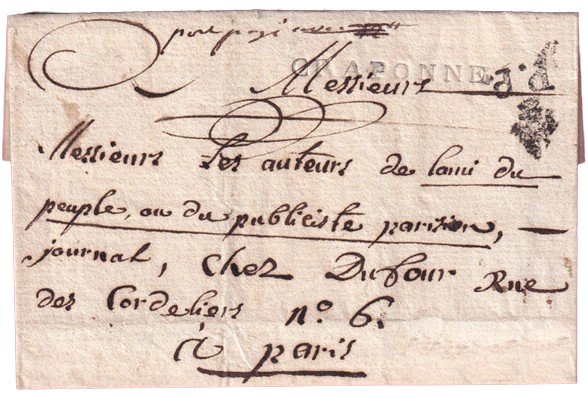 port payé
CRAPONNE
P.P.
Messieurs
Messieurs Les auteurs de lami du
peuple, ou du publiciste parisien,
journal, chez Dufour Rue
des Cordeliers n.o 6.
à paris